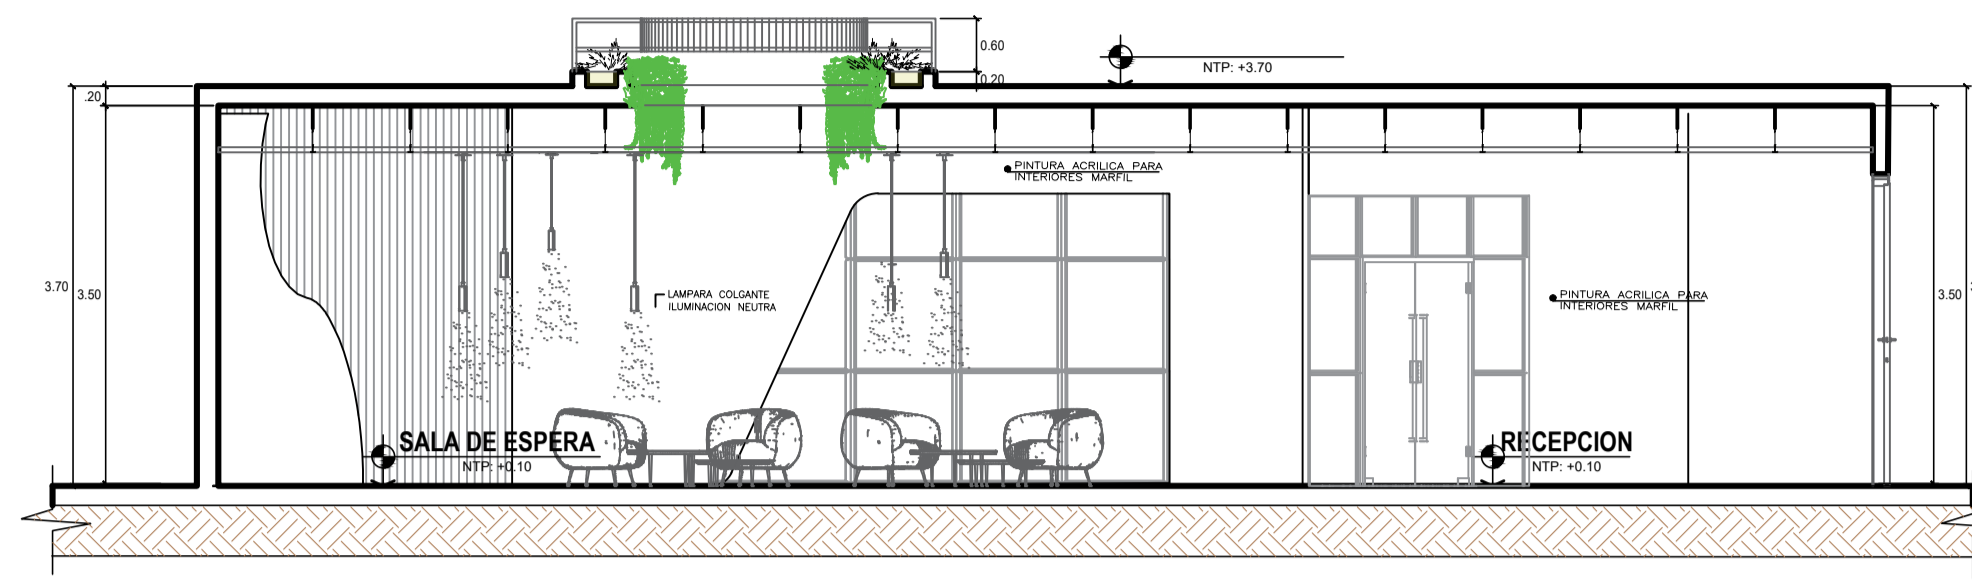 0.60
NTP: +3.70
0.20
.20
PINTURA ACRILICA PARA
INTERIORES MARFIL
3.70
3.50
LAMPARA COLGANTE
ILUMINACION NEUTRA
PINTURA ACRILICA PARA
INTERIORES MARFIL
3.50
SALA DE ESPERA
NTP: +0.10
RECEPCION
NTP: +0.10